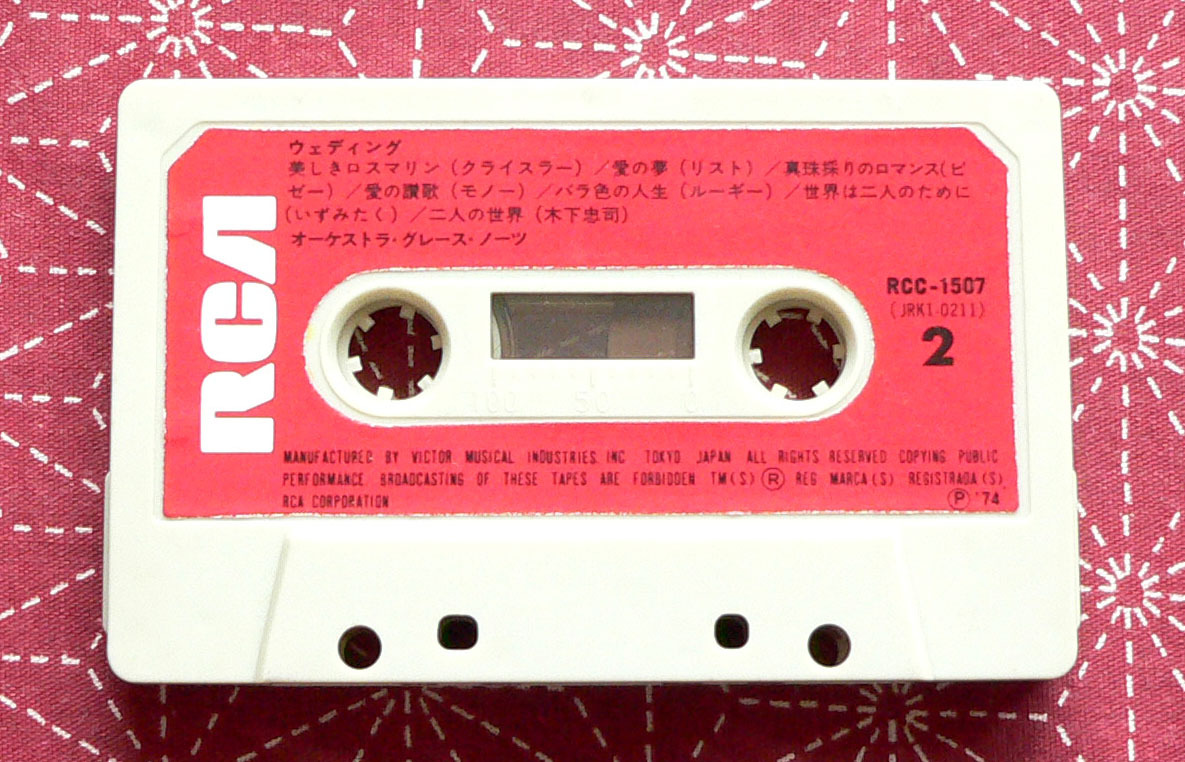 ウェディング
美しきロスマリン（クライスラー）／愛の夢（リスト）／真珠採りのロマンス（ビ
ゼー）／愛の讃歌（モノー）／バラ色の人生（ルーギー）／世界は二人のために
（いずみたく）／二人の世界（木下忠司）
オーケストラ・グレース・ノーツ
RCA
RCC-1507
(JRK1-0211)
2
100 50 0
MANUFACTURED BY VICTOR MUSICAL INDUSTRIES. INC TOKYO JAPAN ALL RIGHTS RESERVED COPYING PUBLIC
PERFORMANCE BROADCASTING OF THESE TAPES ARE FORBIDDEN TM(S) ® REG MARCA(S) REGISTRADA(S)
RCA CORPORATION
Ⓟ '74